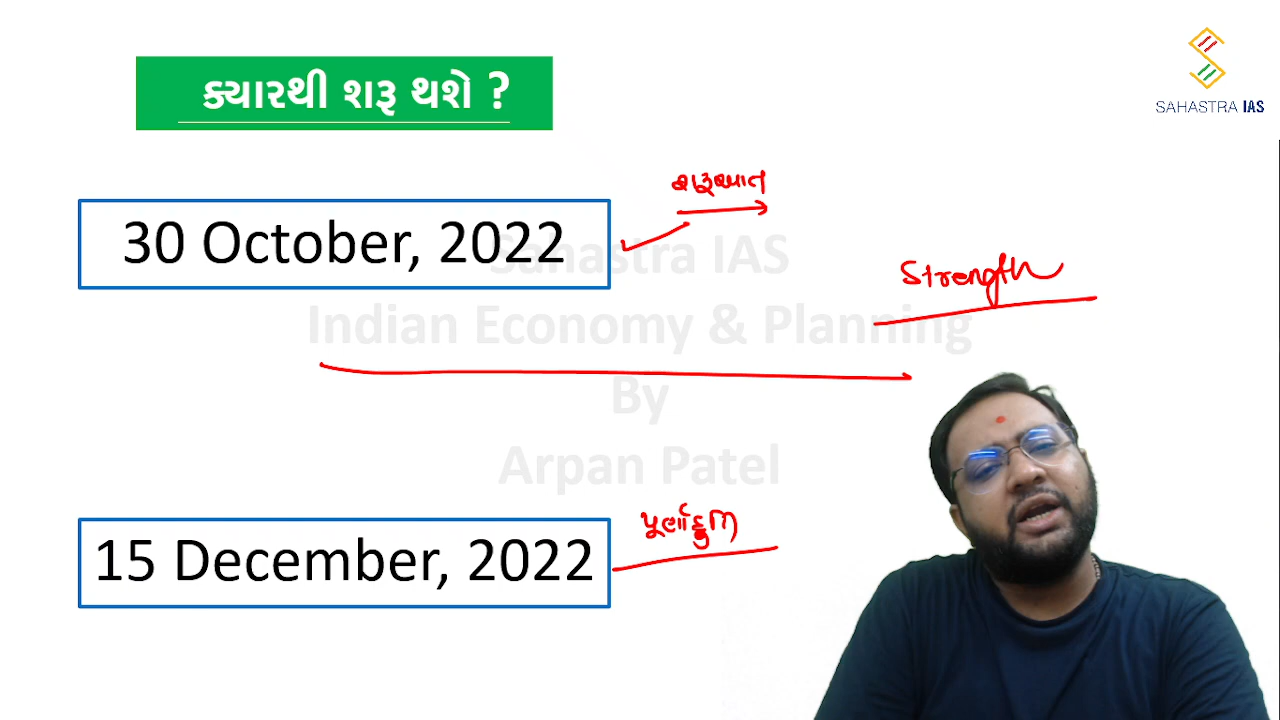 ક્યારથી શરૂ થશે ?
SAHASTRA IAS
30 October, 2022
શરૂઆત
Sahastra IAS
Strength
Indian Economy & Planning
By
Arpan Patel
15 December, 2022
પૂર્ણાહુતિ